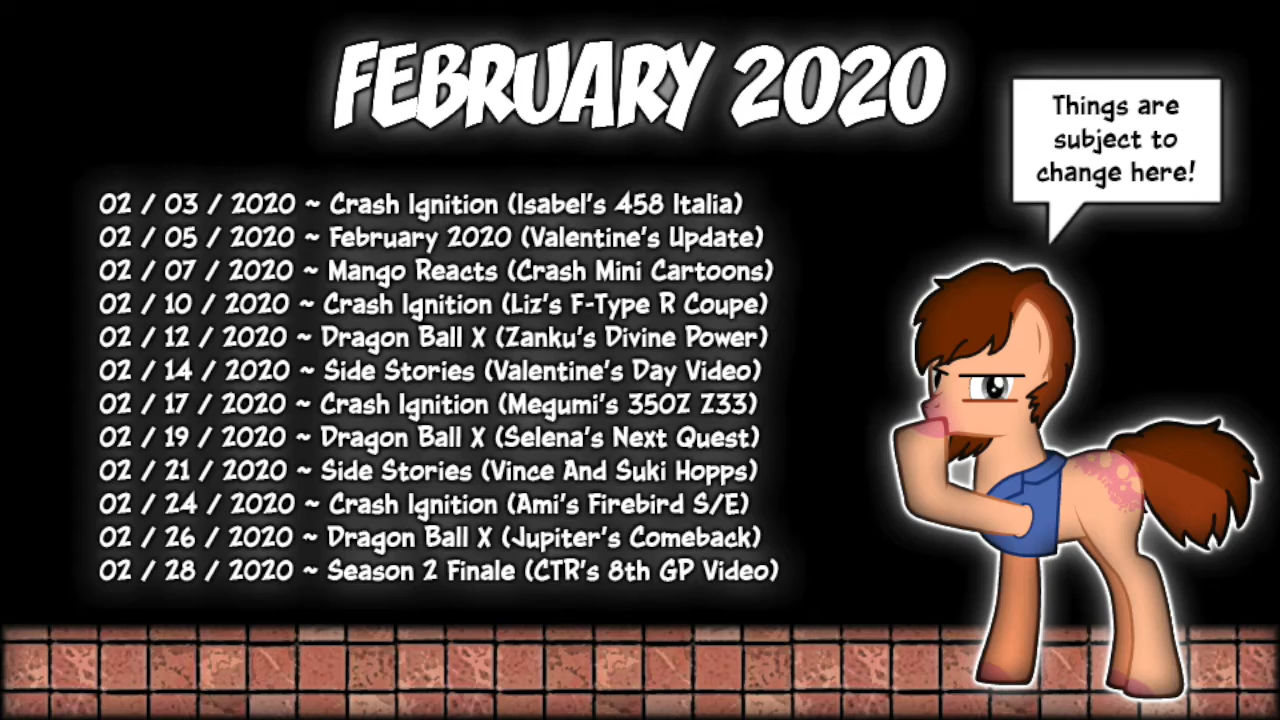 FEBRUARY 2020
Things are
subject to
change here!
02 / 03 / 2020 ~ Crash Ignition (Isabel's 458 Italia)
02 / 05 / 2020 ~ February 2020 (Valentine's Update)
02 / 07 / 2020 ~ Mango Reacts (Crash Mini Cartoons)
02 / 10 / 2020 ~ Crash Ignition (Liz's F-Type R Coupe)
02 / 12 / 2020 ~ Dragon Ball X (Zanku's Divine Power)
02 / 14 / 2020 ~ Side Stories (Valentine's Day Video)
02 / 17 / 2020 ~ Crash Ignition (Megumi's 350Z Z33)
02 / 19 / 2020 ~ Dragon Ball X (Selena's Next Quest)
02 / 21 / 2020 ~ Side Stories (Vince And Suki Hopps)
02 / 24 / 2020 ~ Crash Ignition (Ami's Firebird S/E)
02 / 26 / 2020 ~ Dragon Ball X (Jupiter's Comeback)
02 / 28 / 2020 ~ Season 2 Finale (CTR's 8th GP Video)